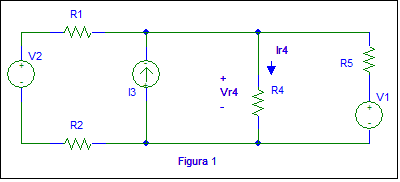 R1
Ir4
V2
+
-
I3
+
Vr4
-
R4
R5
+
-
V1
R2
Figura 1